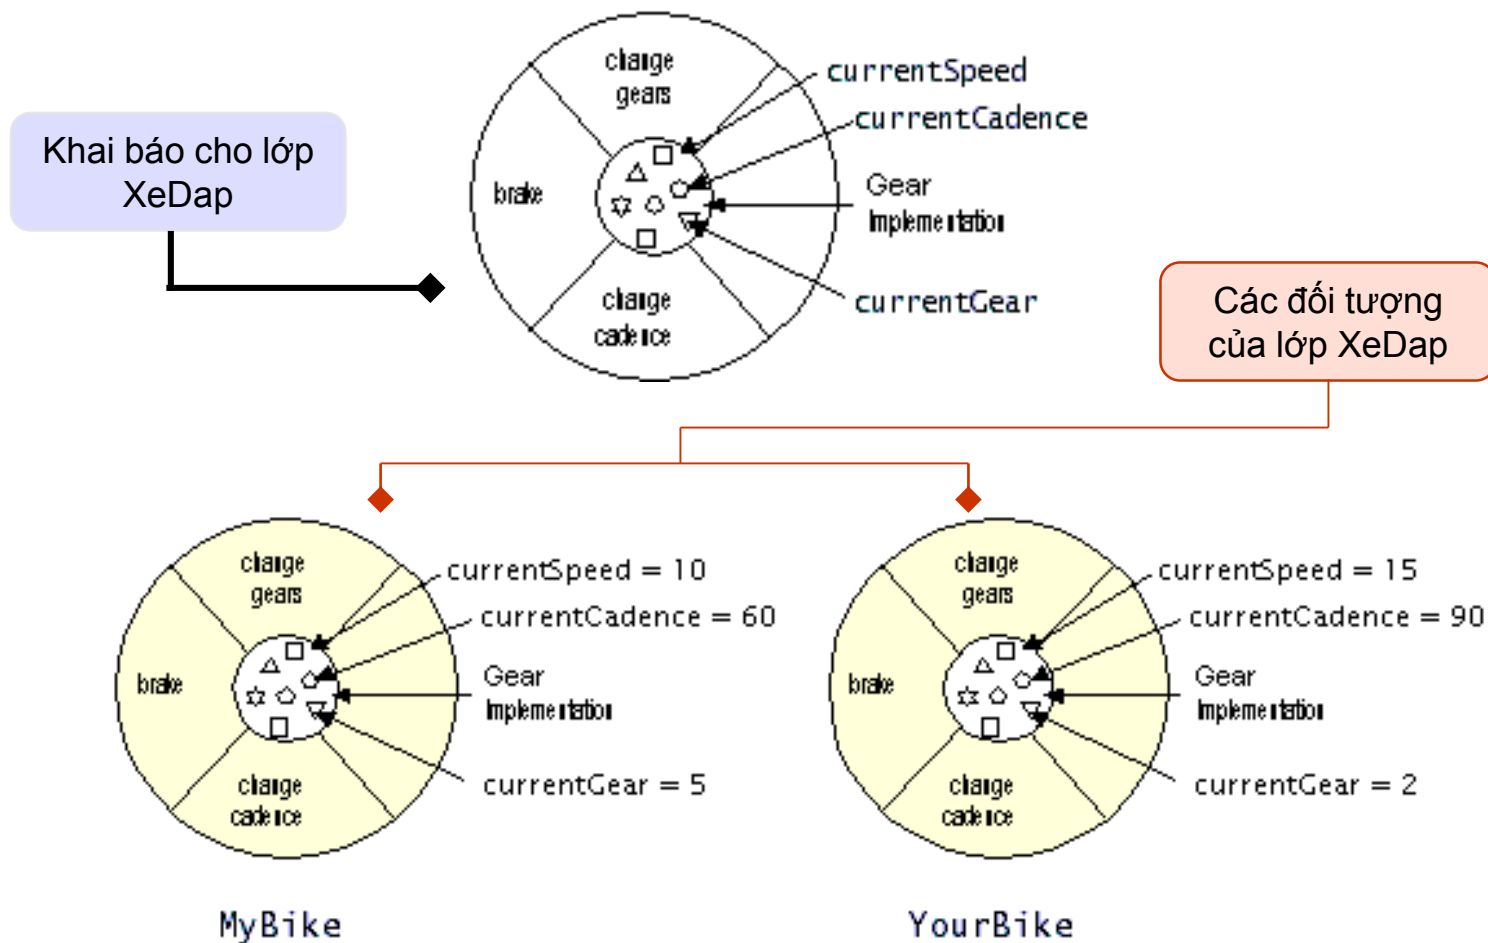 change
gears
currentSpeed
currentCadence
Khai báo cho lớp
XeDap
brake
Gear
Implementation
change
cadence
currentGear
Các đối tượng
của lớp XeDap
change
gears
currentSpeed = 10
currentCadence = 60
brake
Gear
Implementation
change
cadence
currentGear = 5
MyBike
change
gears
currentSpeed = 15
currentCadence = 90
brake
Gear
Implementation
change
cadence
currentGear = 2
YourBike